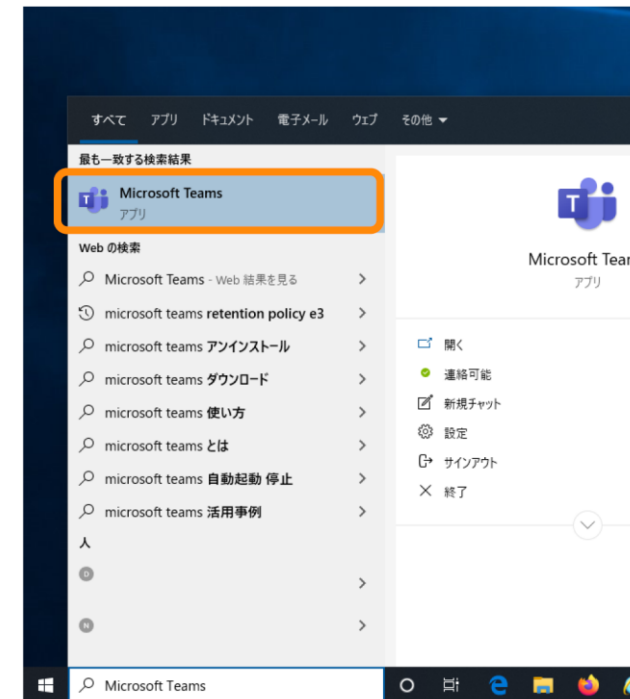 すべて アプリ ドキュメント 電子メール ウェブ その他
最も一致する検索結果
Microsoft Teams
アプリ
Web の検索
Microsoft Teams - Web 結果を見る
microsoft teams retention policy e3
microsoft teams アンインストール
microsoft teams ダウンロード
microsoft teams 使い方
microsoft teams とは
microsoft teams 自動起動 停止
microsoft teams 活用事例
人
D
N
Microsoft Teams
T
Microsoft Tear
アプリ
開く
連絡可能
新規チャット
設定
サインアウト
終了